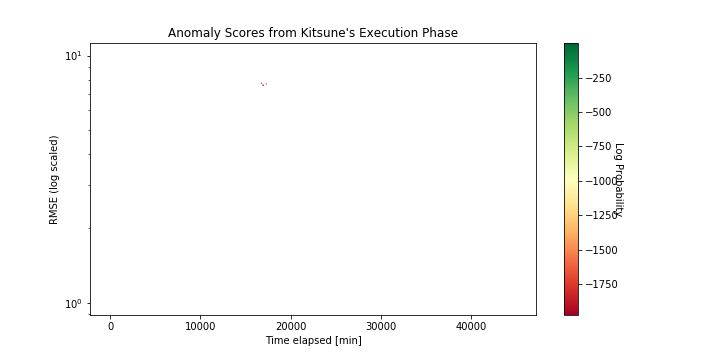 Anomaly Scores from Kitsune's Execution Phase
10¹
10⁰
RMSE (log scaled)
0 10000 20000 30000 40000
Time elapsed [min]
−250
−500
−750
−1000
−1250
−1500
−1750
Log Probability